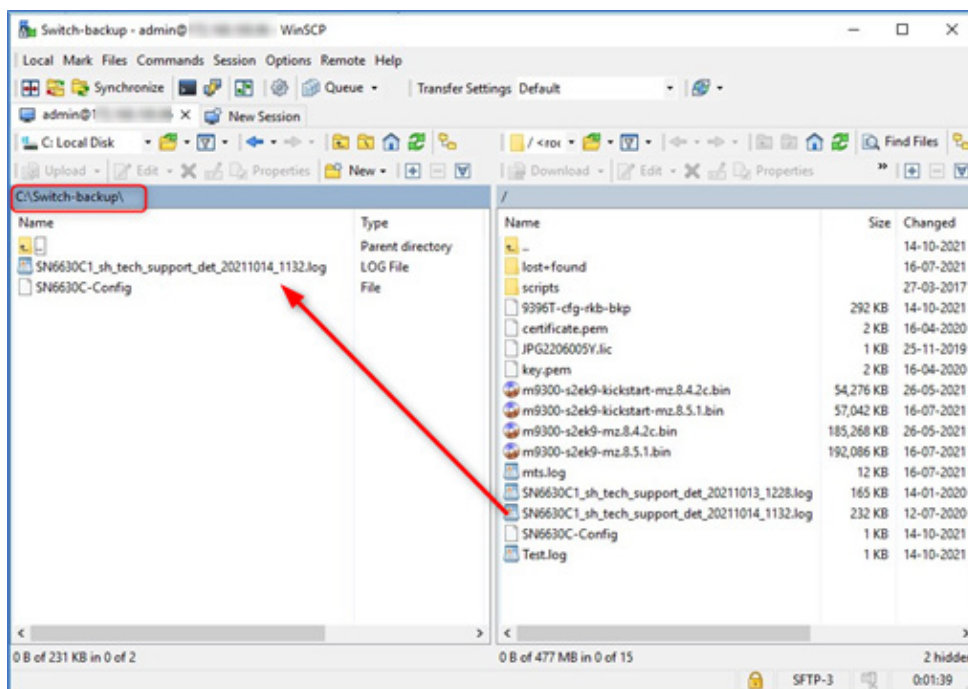 Switch-backup - admin@ - WinSCP
Local Mark Files Commands Session Options Remote Help
Synchronize Queue Transfer Settings Default
admin@1 New Session
C: Local Disk / <roo Find Files
Upload Edit Properties New Download Edit Properties
C:\Switch-backup\ /
Name Type Name Size Changed
.. Parent directory .. 14-10-2021
SN6630C1_sh_tech_support_det_20211014_1132.log LOG File lost+found 16-07-2021
SN6630C-Config File scripts 27-03-2017
9396T-cfg-rkb-bkp 292 KB 14-10-2021
certificate.pem 2 KB 16-04-2020
JPG2206005Y.lic 1 KB 25-11-2019
key.pem 2 KB 16-04-2020
m9300-s2ek9-kickstart-mz.8.4.2c.bin 54,276 KB 26-05-2021
m9300-s2ek9-kickstart-mz.8.5.1.bin 57,042 KB 16-07-2021
m9300-s2ek9-mz.8.4.2c.bin 185,268 KB 26-05-2021
m9300-s2ek9-mz.8.5.1.bin 192,086 KB 16-07-2021
mts.log 12 KB 16-07-2021
SN6630C1_sh_tech_support_det_20211013_1228.log 165 KB 14-01-2020
SN6630C1_sh_tech_support_det_20211014_1132.log 232 KB 12-07-2020
SN6630C-Config 1 KB 14-10-2021
Test.log 1 KB 14-10-2021
0 B of 231 KB in 0 of 2 0 B of 477 MB in 0 of 15 2 hidde
SFTP-3 0:01:39